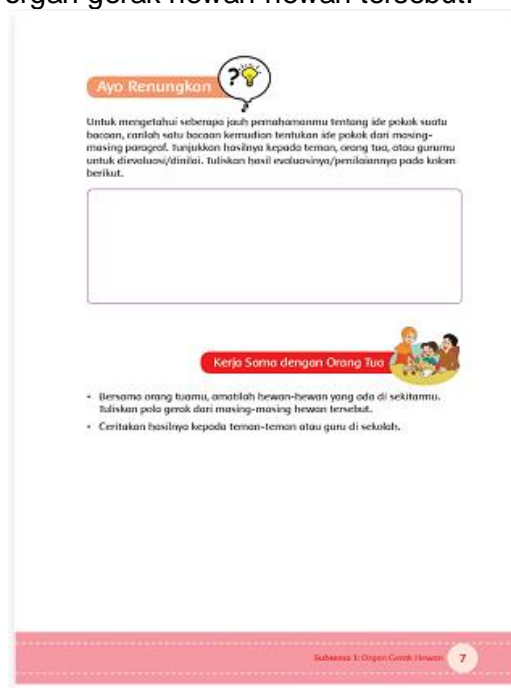 organ gerak hewan-hewan tersebut.
Ayo Renungkan
Untuk mengetahui seberapa jauh pemahamanmu tentang ide pokok suatu
bacaan, carilah satu bacaan kemudian tentukan ide pokok dari masing-
masing paragraf. Tunjukkan hasilnya kepada teman, orang tua, atau gurumu
untuk dievaluasi/dinilai. Tuliskan hasil evaluasinya/penilaiannya pada kolom
berikut.
Kerja Sama dengan Orang Tua
• Bersama orang tuamu, amatilah hewan-hewan yang ada di sekitarmu.
Tuliskan pola gerak dari masing-masing hewan tersebut.
• Ceritakan hasilnya kepada teman-teman atau guru di sekolah.
Subtema 1: Organ Gerak Hewan 7